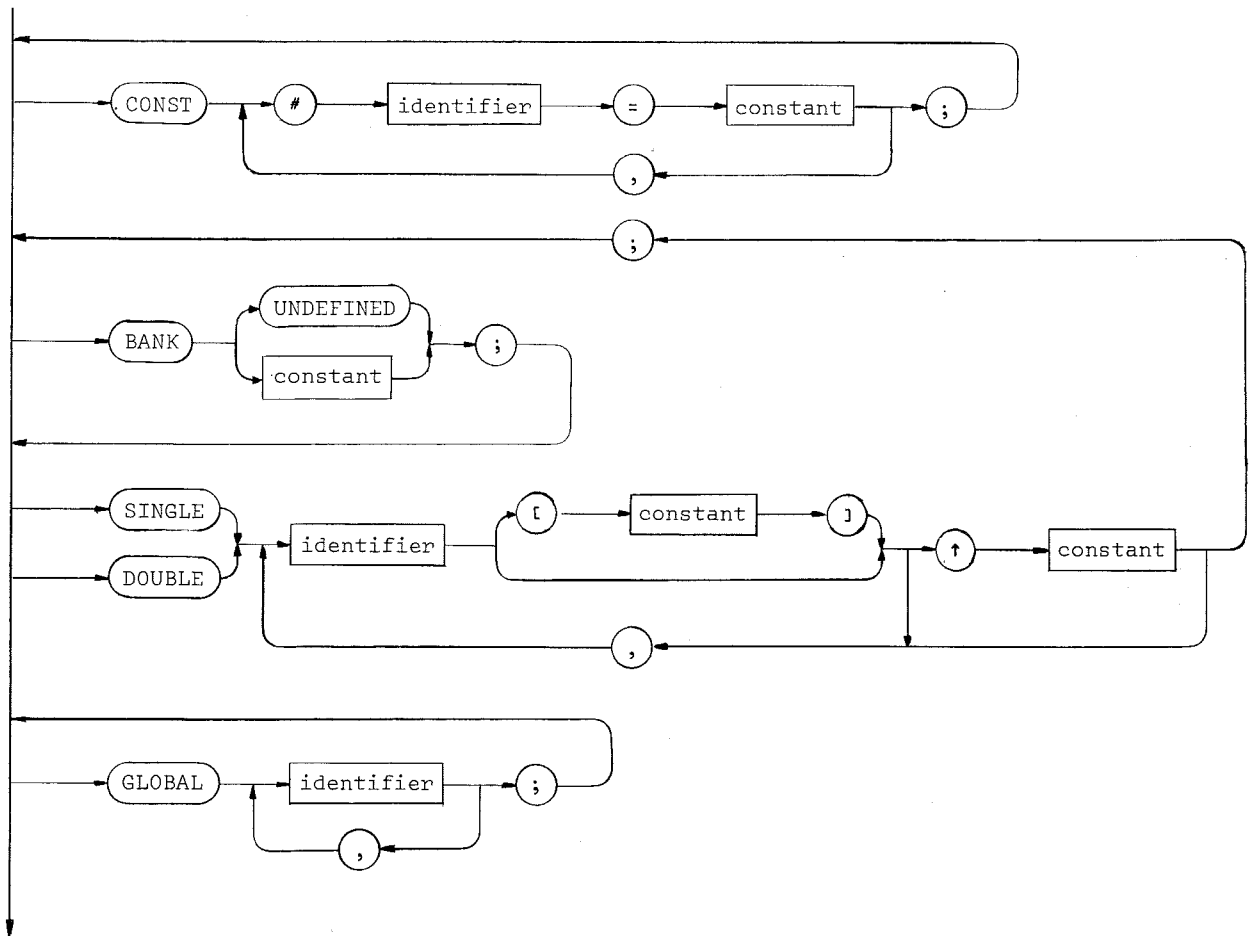 CONST # identifier = constant ;
,
;
UNDEFINED
BANK ;
constant
SINGLE [ constant ]
identifier ↑ constant
DOUBLE
,
GLOBAL identifier ;
,